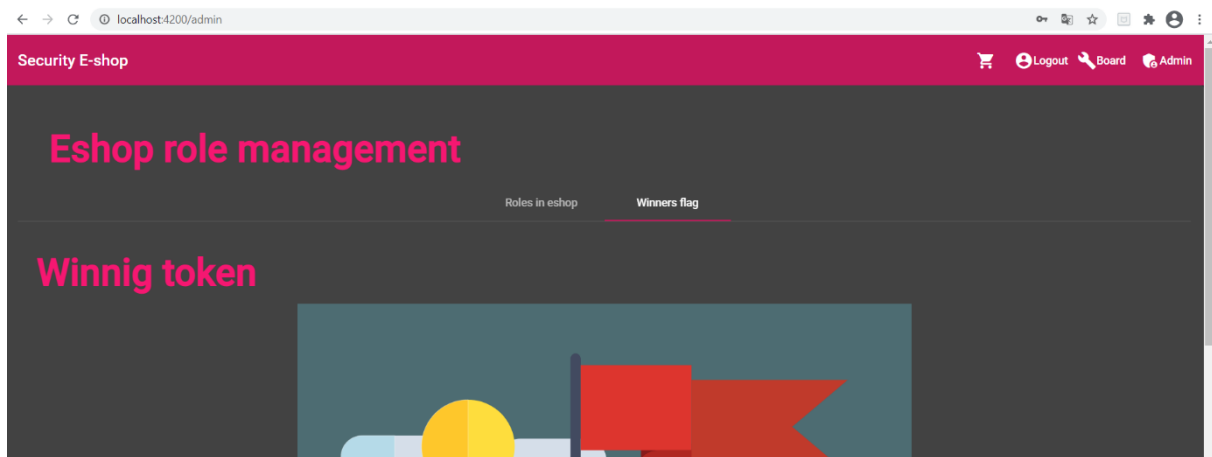 localhost:4200/admin
Security E-shop Logout Board Admin
Eshop role management
Roles in eshop Winners flag
Winnig token